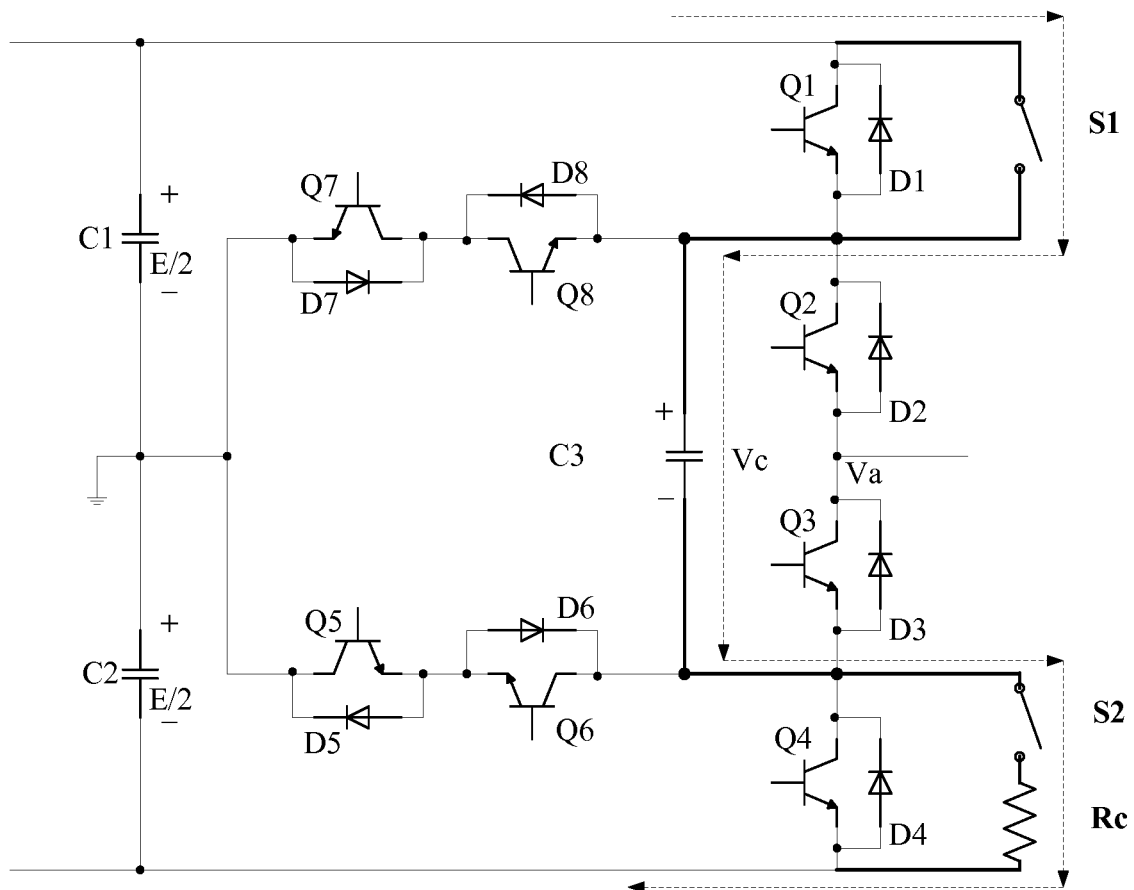 Q1
S1
D1
Q7
D8
C1
+
E/2
−
D7
Q8
Q2
D2
+
C3
Vc
−
Va
Q3
D3
Q5
D6
+
C2
E/2
−
D5
Q6
Q4
S2
D4
Rc